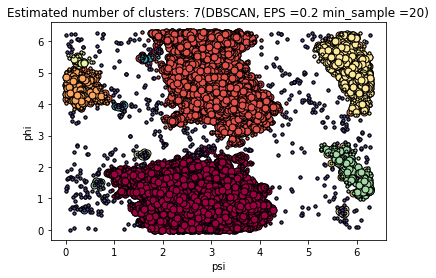 Estimated number of clusters: 7(DBSCAN, EPS =0.2 min_sample =20)
6
5
4
3
2
1
0
phi
0 1 2 3 4 5 6
psi